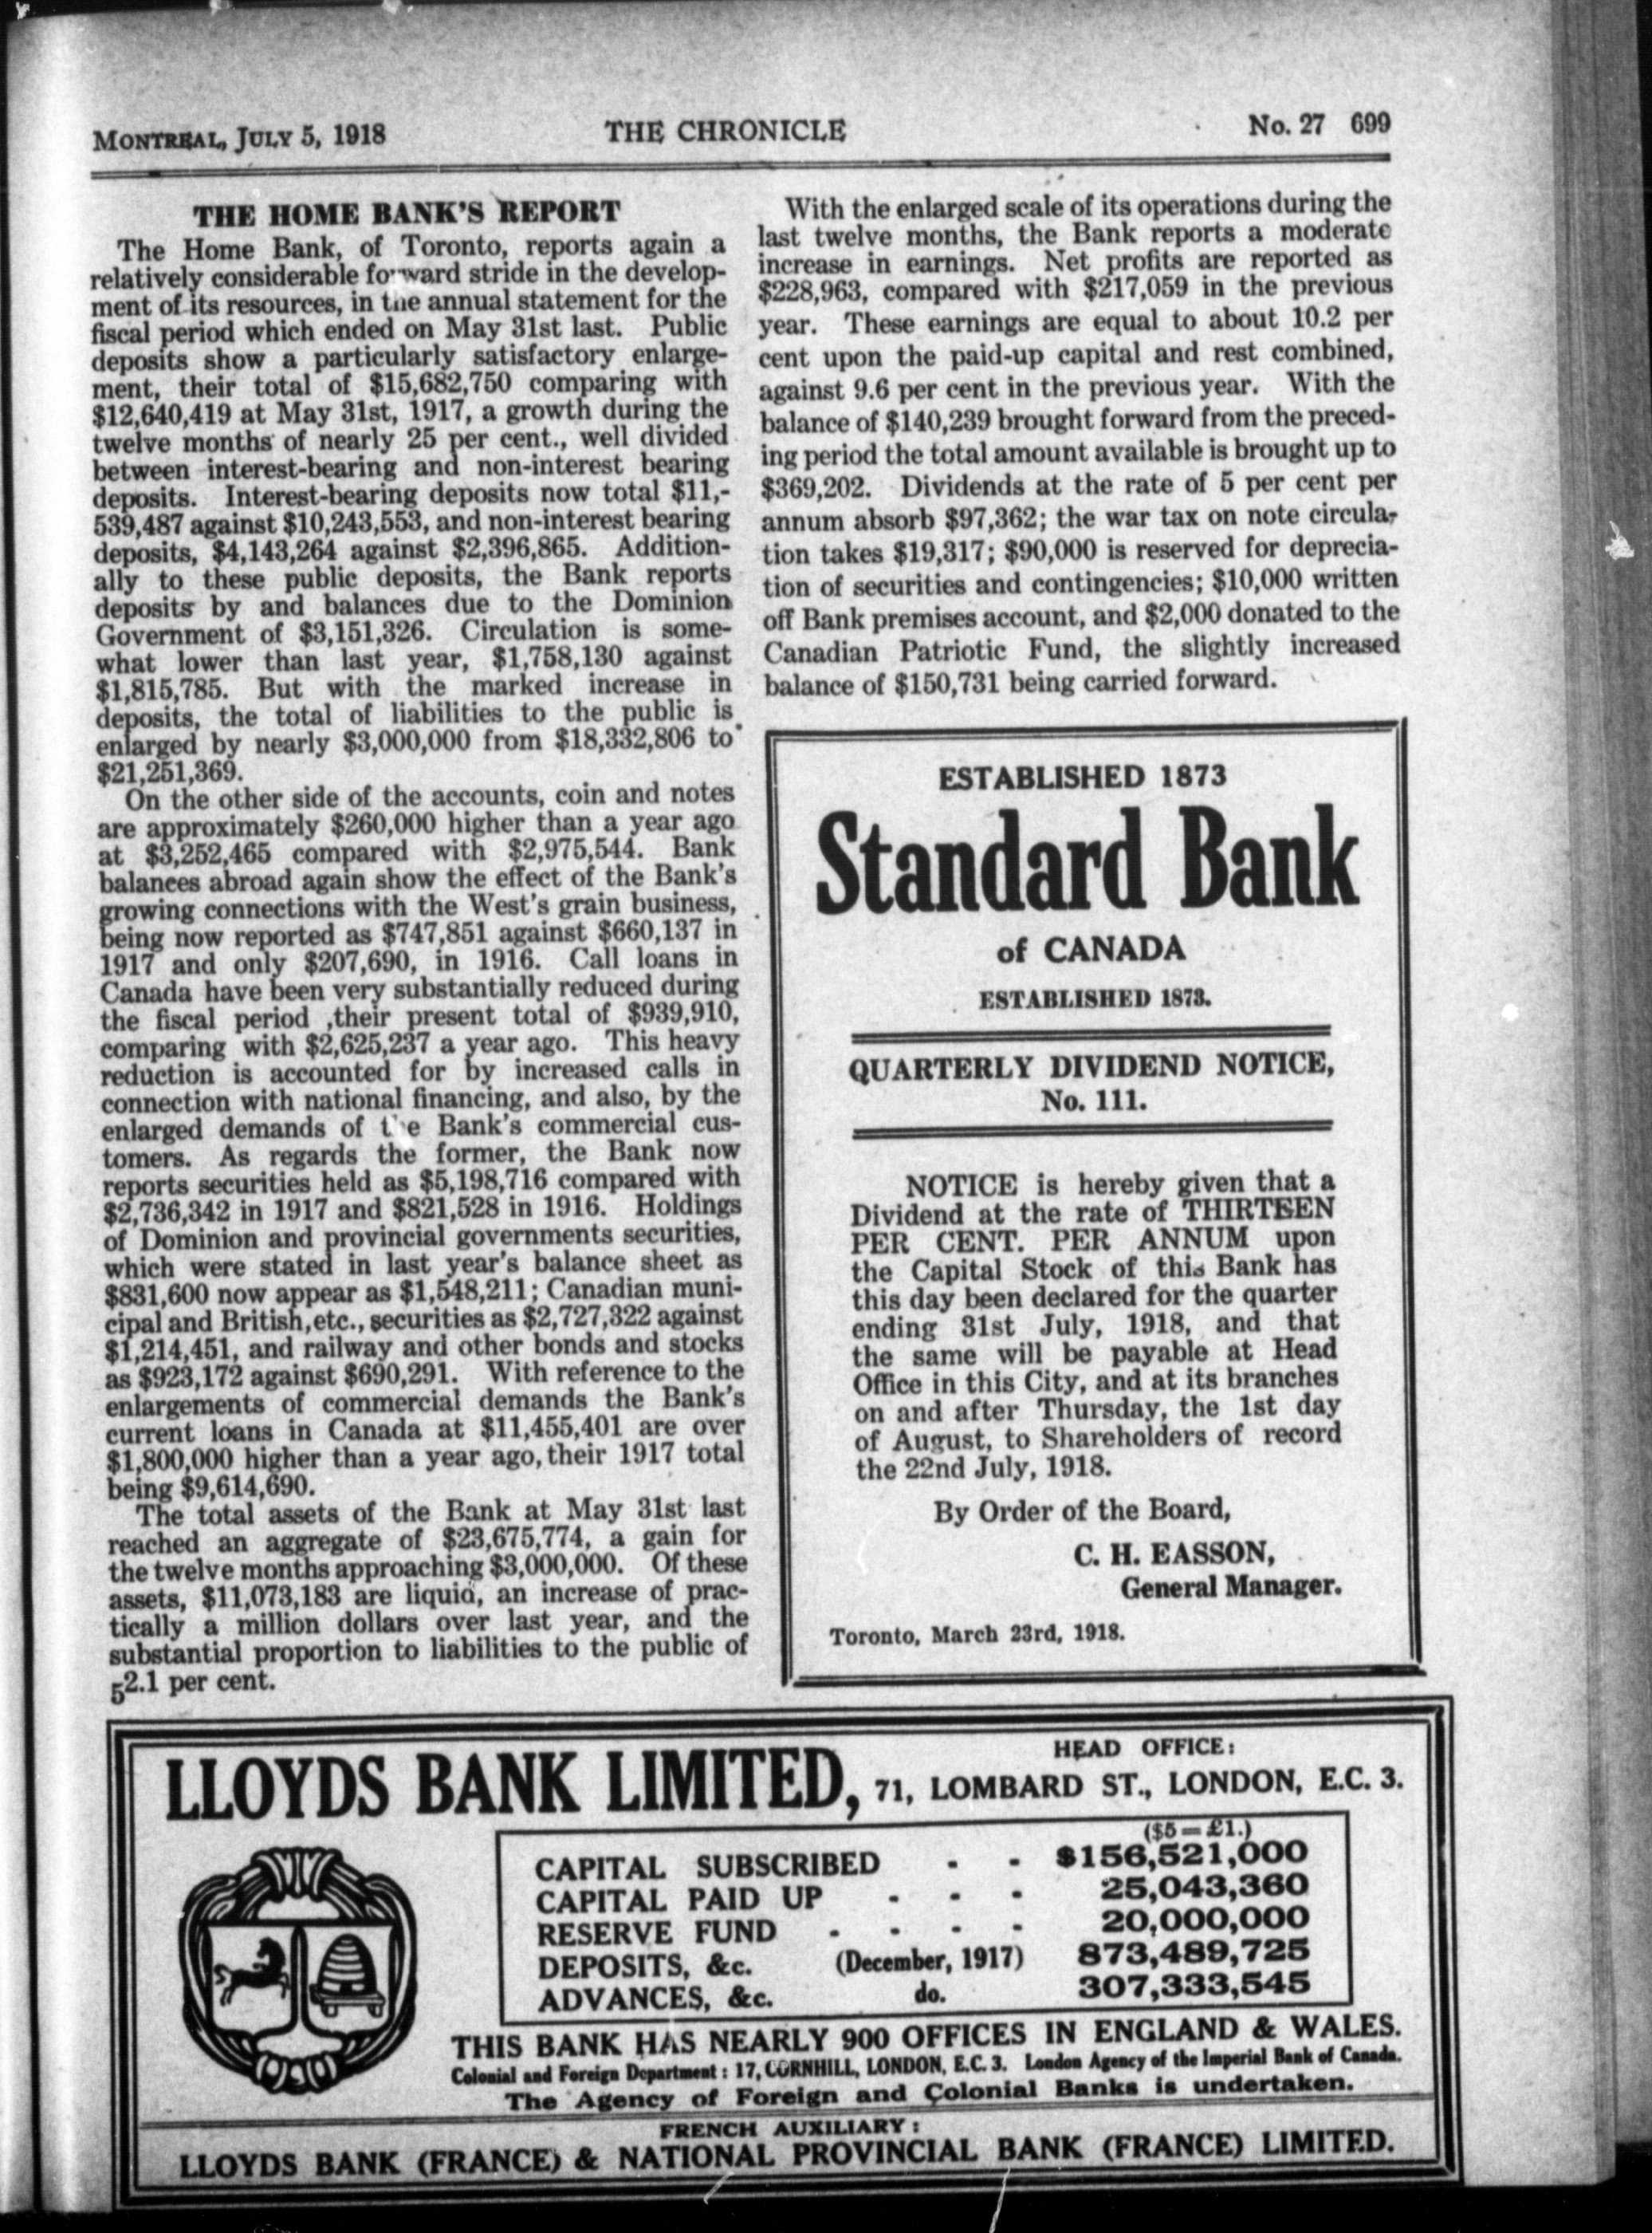 MONTREAL, JULY 5, 1918
THE CHRONICLE
No. 27 699
THE HOME BANK'S REPORT
The Home Bank, of Toronto, reports again a
relatively considerable forward stride in the develop-
ment of its resources, in the annual statement for the
fiscal period which ended on May 31st last. Public
deposits show a particularly satisfactory enlarge-
ment, their total of $15,682,750 comparing with
$12,640,419 at May 31st, 1917, a growth during the
twelve months of nearly 25 per cent., well divided
between interest-bearing and non-interest bearing
deposits. Interest-bearing deposits now total $11,-
539,487 against $10,243,553, and non-interest bearing
deposits, $4,143,264 against $2,396,865. Addition-
ally to these public deposits, the Bank reports
deposits by and balances due to the Dominion
Government of $3,151,326. Circulation is some-
what lower than last year, $1,758,130 against
$1,815,785. But with the marked increase in
deposits, the total of liabilities to the public is
enlarged by nearly $3,000,000 from $18,332,806 to
$21,251,369.
On the other side of the accounts, coin and notes
are approximately $260,000 higher than a year ago
at $3,252,465 compared with $2,975,544. Bank
balances abroad again show the effect of the Bank's
growing connections with the West's grain business,
being now reported as $747,851 against $660,137 in
1917 and only $207,690, in 1916. Call loans in
Canada have been very substantially reduced during
the fiscal period ,their present total of $939,910,
comparing with $2,625,237 a year ago. This heavy
reduction is accounted for by increased calls in
connection with national financing, and also, by the
enlarged demands of the Bank's commercial cus-
tomers. As regards the former, the Bank now
reports securities held as $5,198,716 compared with
$2,736,342 in 1917 and $821,528 in 1916. Holdings
of Dominion and provincial governments securities,
which were stated in last year's balance sheet as
$831,600 now appear as $1,548,211; Canadian muni-
cipal and British, etc., securities as $2,727,322 against
$1,214,451, and railway and other bonds and stocks
as $923,172 against $690,291. With reference to the
enlargements of commercial demands the Bank's
current loans in Canada at $11,455,401 are over
$1,800,000 higher than a year ago, their 1917 total
being $9,614,690.
The total assets of the Bank at May 31st last
reached an aggregate of $23,675,774, a gain for
the twelve months approaching $3,000,000. Of these
assets, $11,073,183 are liquid, an increase of prac-
tically a million dollars over last year, and the
substantial proportion to liabilities to the public of
52.1 per cent.
With the enlarged scale of its operations during the
last twelve months, the Bank reports a moderate
increase in earnings. Net profits are reported as
$228,963, compared with $217,059 in the previous
year. These earnings are equal to about 10.2 per
cent upon the paid-up capital and rest combined,
against 9.6 per cent in the previous year. With the
balance of $140,239 brought forward from the preced-
ing period the total amount available is brought up to
$369,202. Dividends at the rate of 5 per cent per
annum absorb $97,362; the war tax on note circula-
tion takes $19,317; $90,000 is reserved for deprecia-
tion of securities and contingencies; $10,000 written
off Bank premises account, and $2,000 donated to the
Canadian Patriotic Fund, the slightly increased
balance of $150,731 being carried forward.
ESTABLISHED 1873
Standard Bank
of CANADA
ESTABLISHED 1873.
QUARTERLY DIVIDEND NOTICE,
No. 111.
NOTICE is hereby given that a
Dividend at the rate of THIRTEEN
PER CENT. PER ANNUM upon
the Capital Stock of this Bank has
this day been declared for the quarter
ending 31st July, 1918, and that
the same will be payable at Head
Office in this City, and at its branches
on and after Thursday, the 1st day
of August, to Shareholders of record
the 22nd July, 1918.
By Order of the Board,
C. H. EASSON,
General Manager.
Toronto, March 23rd, 1918.
LLOYDS BANK LIMITED,
HEAD OFFICE:
71, LOMBARD ST., LONDON, E.C. 3.
($5 = £1.)
CAPITAL SUBSCRIBED - - $156,521,000
CAPITAL PAID UP - - - 25,043,360
RESERVE FUND - - - - 20,000,000
DEPOSITS, &c. (December, 1917) 873,489,725
ADVANCES, &c. do. 307,333,545
THIS BANK HAS NEARLY 900 OFFICES IN ENGLAND & WALES.
Colonial and Foreign Department: 17, CORNHILL, LONDON, E.C. 3. London Agency of the Imperial Bank of Canada.
The Agency of Foreign and Colonial Banks is undertaken.
FRENCH AUXILIARY:
LLOYDS BANK (FRANCE) & NATIONAL PROVINCIAL BANK (FRANCE) LIMITED.